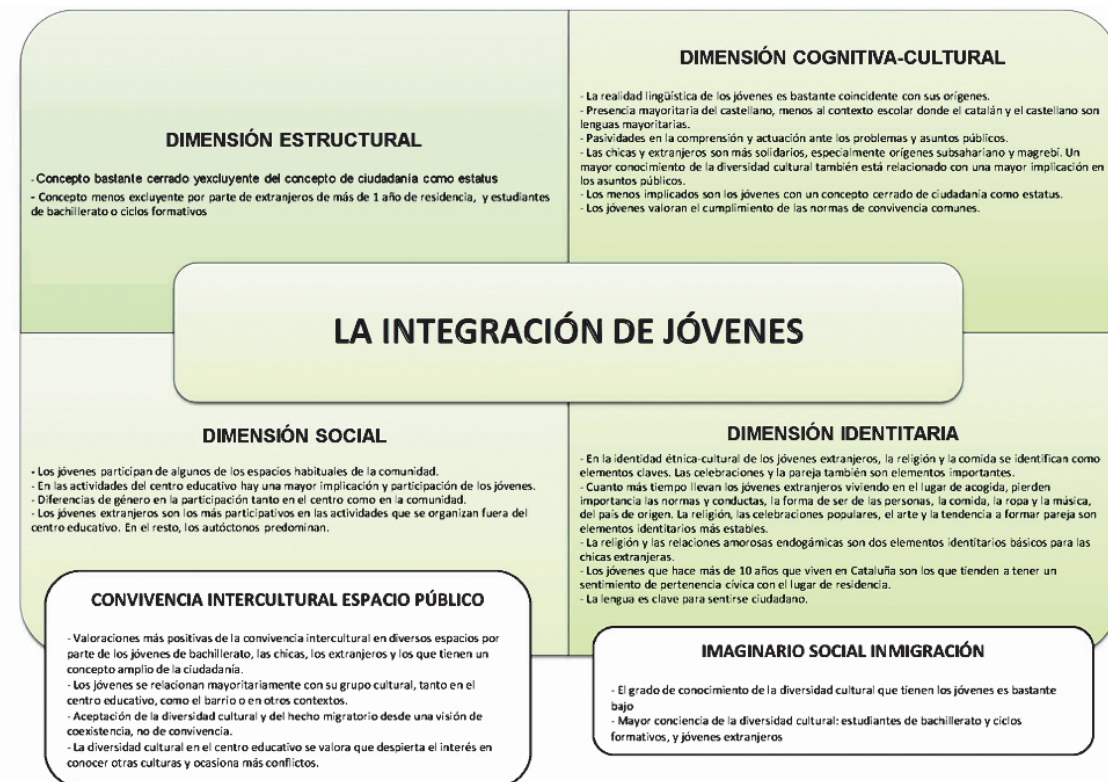 DIMENSIÓN ESTRUCTURAL
- Concepto bastante cerrado yexcluyente del concepto de ciudadanía como estatus
- Concepto menos excluyente por parte de extranjeros de más de 1 año de residencia, y estudiantes
de bachillerato o ciclos formativos
DIMENSIÓN COGNITIVA-CULTURAL
- La realidad lingüística de los jóvenes es bastante coincidente con sus orígenes.
- Presencia mayoritaria del castellano, menos al contexto escolar donde el catalán y el castellano son
lenguas mayoritarias.
- Pasividades en la comprensión y actuación ante los problemas y asuntos públicos.
- Las chicas y extranjeros son más solidarios, especialmente orígenes subsahariano y magrebí. Un
mayor conocimiento de la diversidad cultural también está relacionado con una mayor implicación en
los asuntos públicos.
- Los menos implicados son los jóvenes con un concepto cerrado de ciudadanía como estatus.
- Los jóvenes valoran el cumplimiento de las normas de convivencia comunes.
LA INTEGRACIÓN DE JÓVENES
DIMENSIÓN SOCIAL
- Los jóvenes participan de algunos de los espacios habituales de la comunidad.
- En las actividades del centro educativo hay una mayor implicación y participación de los jóvenes.
- Diferencias de género en la participación tanto en el centro como en la comunidad.
- Los jóvenes extranjeros son los más participativos en las actividades que se organizan fuera del
centro educativo. En el resto, los autóctonos predominan.
DIMENSIÓN IDENTITARIA
- En la identidad étnica-cultural de los jóvenes extranjeros, la religión y la comida se identifican como
elementos claves. Las celebraciones y la pareja también son elementos importantes.
- Cuanto más tiempo llevan los jóvenes extranjeros viviendo en el lugar de acogida, pierden
importancia las normas y conductas, la forma de ser de las personas, la comida, la ropa y la música,
del país de origen. La religión, las celebraciones populares, el arte y la tendencia a formar pareja son
elementos identitarios más estables.
- La religión y las relaciones amorosas endogámicas son dos elementos identitarios básicos para las
chicas extranjeras.
- Los jóvenes que hace más de 10 años que viven en Cataluña son los que tienden a tener un
sentimiento de pertenencia cívica con el lugar de residencia.
- La lengua es clave para sentirse ciudadano.
CONVIVENCIA INTERCULTURAL ESPACIO PÚBLICO
- Valoraciones más positivas de la convivencia intercultural en diversos espacios por
parte de los jóvenes de bachillerato, las chicas, los extranjeros y los que tienen un
concepto amplio de la ciudadanía.
- Los jóvenes se relacionan mayoritariamente con su grupo cultural, tanto en el
centro educativo, como el barrio o en otros contextos.
- Aceptación de la diversidad cultural y del hecho migratorio desde una visión de
coexistencia, no de convivencia.
- La diversidad cultural en el centro educativo se valora que despierta el interés en
conocer otras culturas y ocasiona más conflictos.
IMAGINARIO SOCIAL INMIGRACIÓN
- El grado de conocimiento de la diversidad cultural que tienen los jóvenes es bastante
bajo
- Mayor conciencia de la diversidad cultural: estudiantes de bachillerato y ciclos
formativos, y jóvenes extranjeros